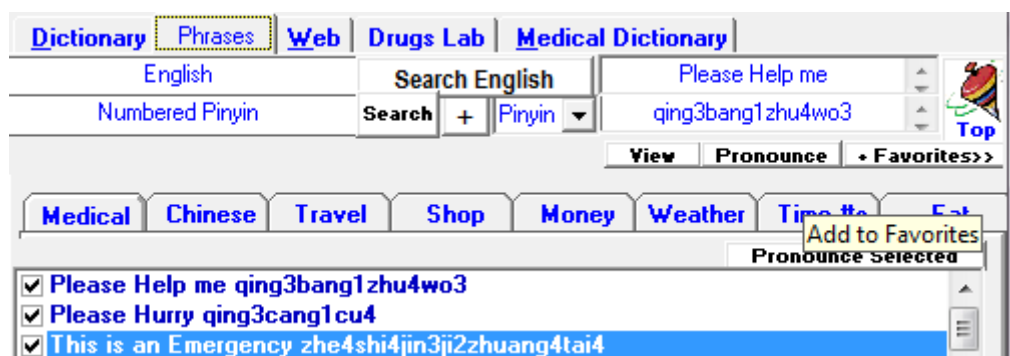 Dictionary Phrases Web Drugs Lab Medical Dictionary
English Search English Please Help me
Numbered Pinyin Search + Pinyin qing3bang1zhu4wo3 Top
View Pronounce + Favorites>>
Medical Chinese Travel Shop Money Weather Time Eat
Add to Favorites
Pronounce Selected
Please Help me qing3bang1zhu4wo3
Please Hurry qing3cang1cu4
This is an Emergency zhe4shi4jin3ji2zhuang4tai4